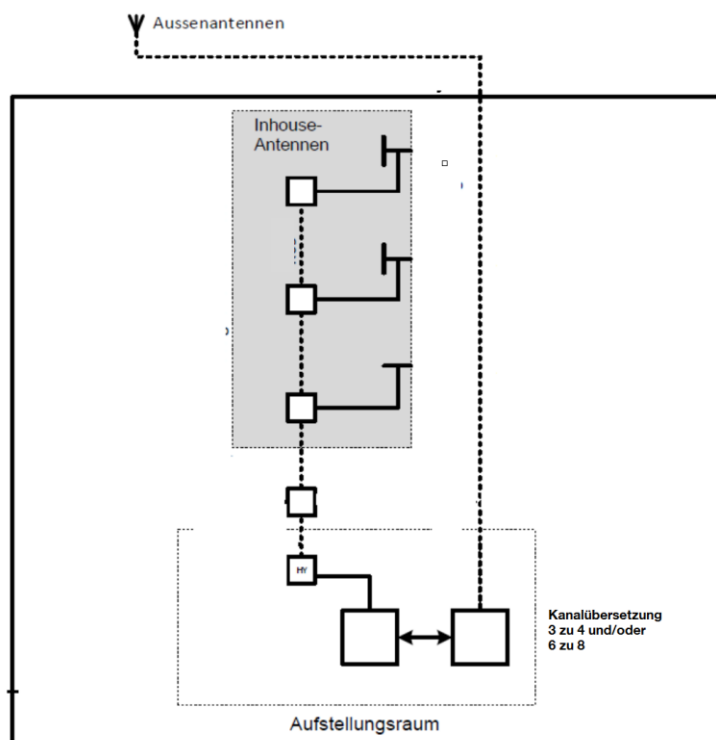 Aussenantennen
Inhouse-
Antennen
HY
Kanalübersetzung
3 zu 4 und/oder
6 zu 8
Aufstellungsraum